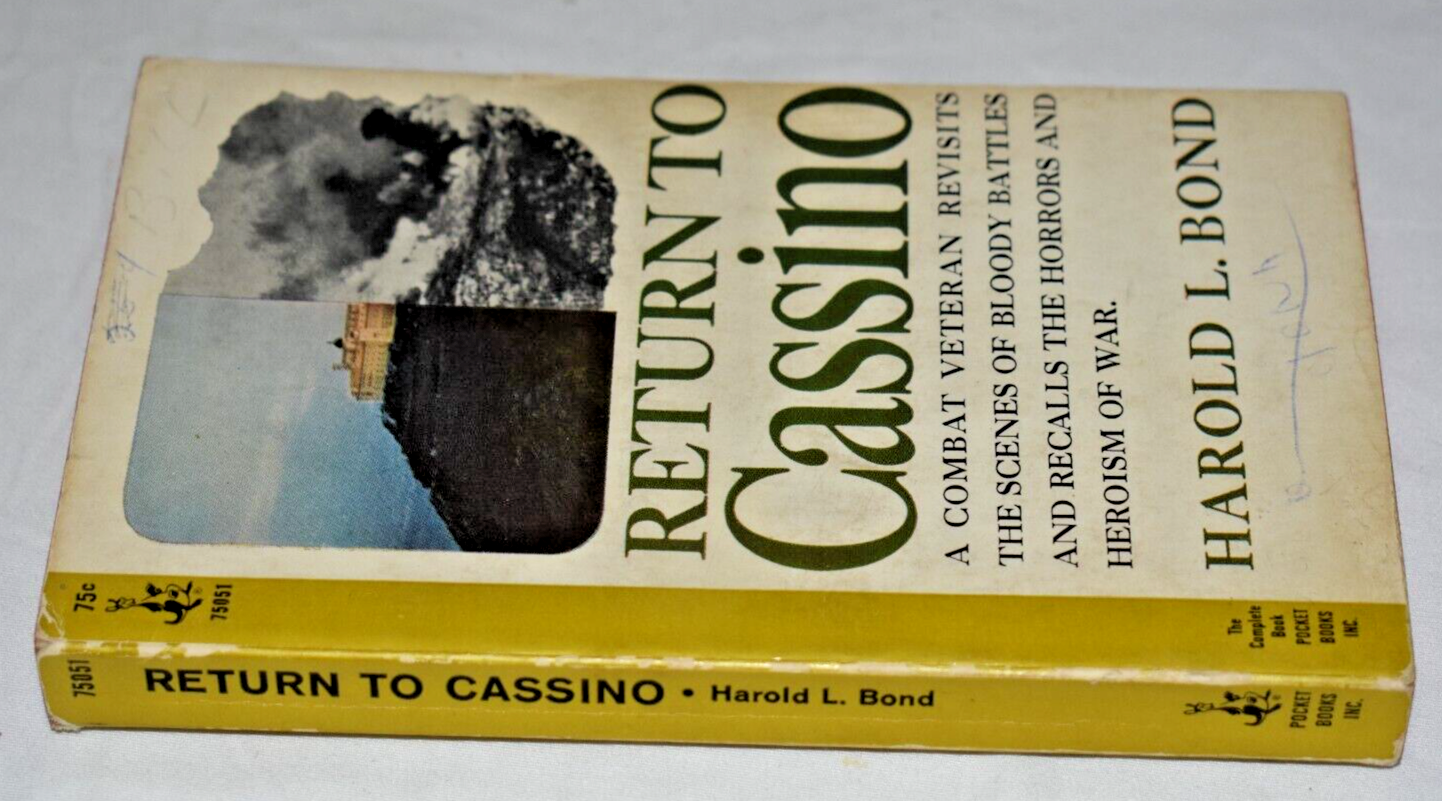 75c
75051
RETURN TO
Cassino
A COMBAT VETERAN REVISITS
THE SCENES OF BLOODY BATTLES
AND RECALLS THE HORRORS AND
HEROISM OF WAR.
HAROLD L. BOND
The
Complete
Book
POCKET
BOOKS
INC.
75051
RETURN TO CASSINO • Harold L. Bond
POCKET
BOOKS
INC.